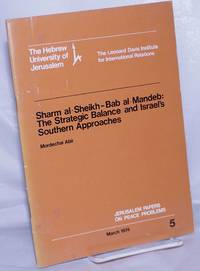 The Hebrew
University of
Jerusalem
The Leonard Davis Institute
for International Relations
Sharm al-Sheikh–Bab al Mandeb:
The Strategic Balance and Israel's
Southern Approaches
Mordechai Abir
JERUSALEM PAPERS
ON PEACE PROBLEMS
5
March 1974